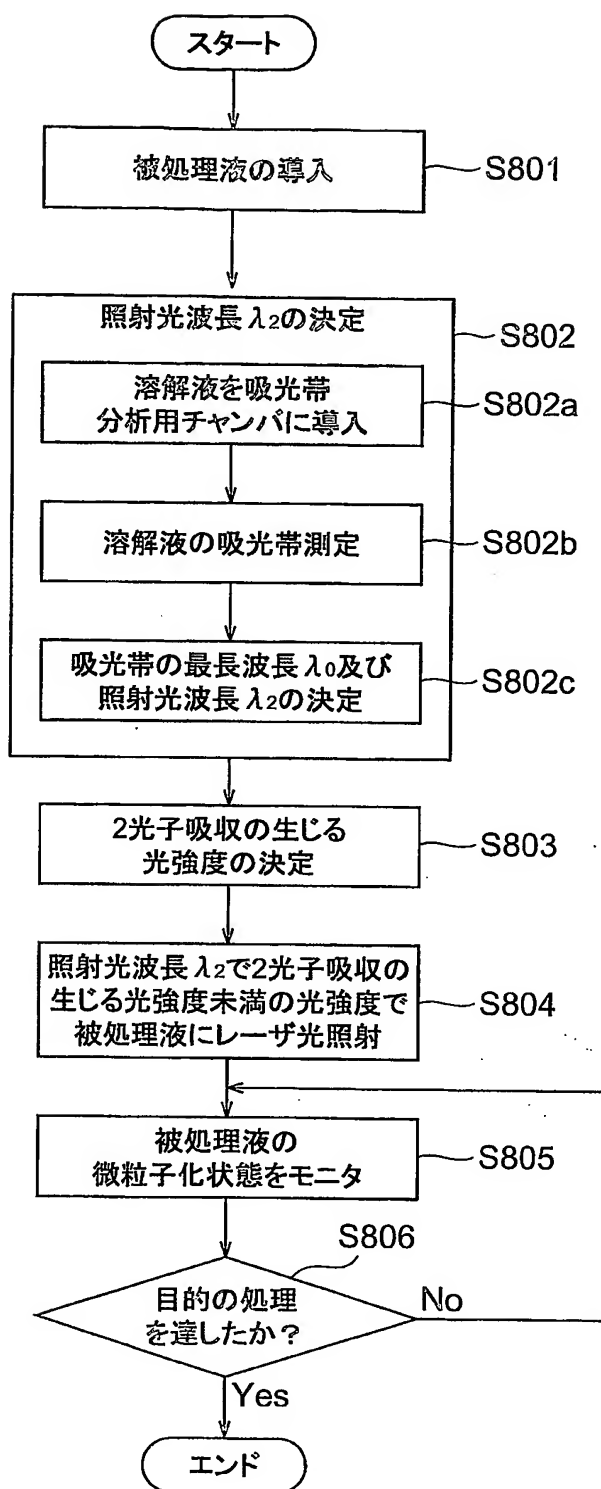 スタート
被処理液の導入
S801
照射光波長λ2の決定
S802
溶解液を吸光帯
分析用チャンバに導入
S802a
溶解液の吸光帯測定
S802b
吸光帯の最長波長λ0及び
照射光波長λ2の決定
S802c
2光子吸収の生じる
光強度の決定
S803
照射光波長λ2で2光子吸収の
生じる光強度未満の光強度で
被処理液にレーザ光照射
S804
被処理液の
微粒子化状態をモニタ
S805
S806
目的の処理
を達したか？
No
Yes
エンド